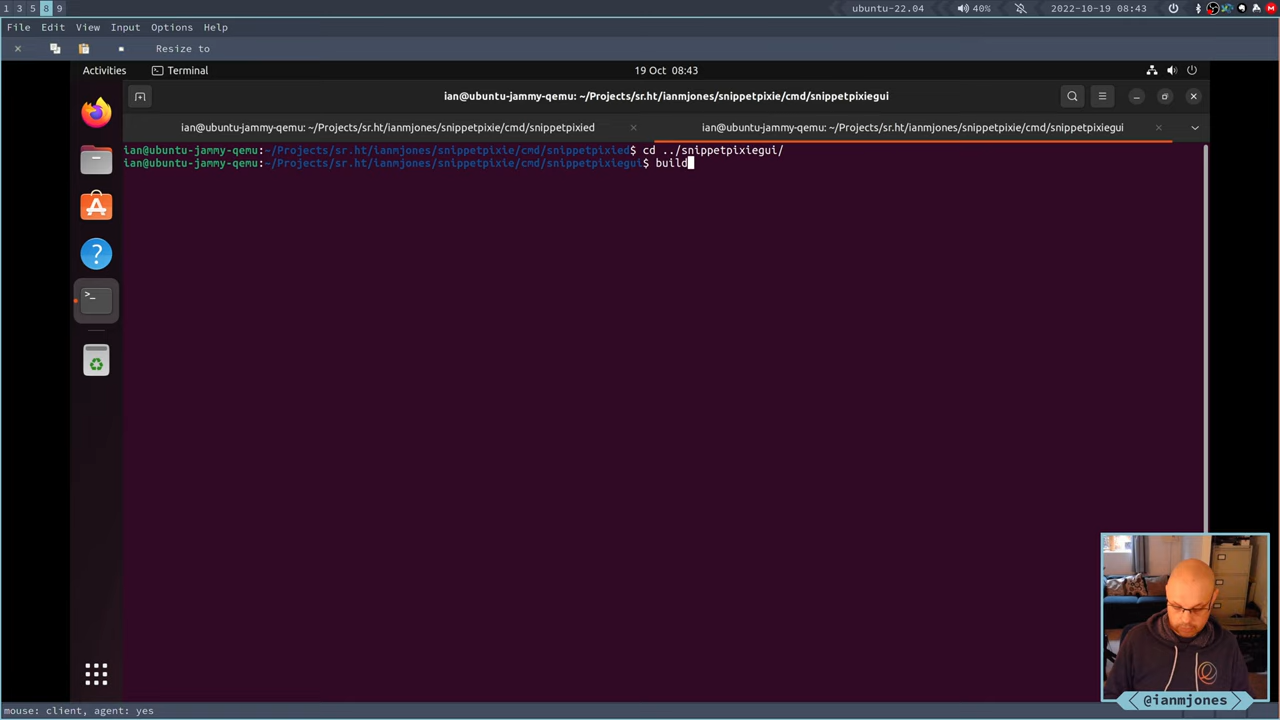 1 3 5 8 9
ubuntu-22.04
40%
2022-10-19 08:43
File Edit View Input Options Help
Resize to
Activities
Terminal
19 Oct 08:43
ian@ubuntu-jammy-qemu: ~/Projects/sr.ht/ianmjones/snippetpixie/cmd/snippetpixiegui
ian@ubuntu-jammy-qemu: ~/Projects/sr.ht/ianmjones/snippetpixie/cmd/snippetpixied
ian@ubuntu-jammy-qemu: ~/Projects/sr.ht/ianmjones/snippetpixie/cmd/snippetpixiegui
ian@ubuntu-jammy-qemu:~/Projects/sr.ht/ianmjones/snippetpixie/cmd/snippetpixied$ cd ../snippetpixiegui/
ian@ubuntu-jammy-qemu:~/Projects/sr.ht/ianmjones/snippetpixie/cmd/snippetpixiegui$ build
@ianmjones
mouse: client, agent: yes